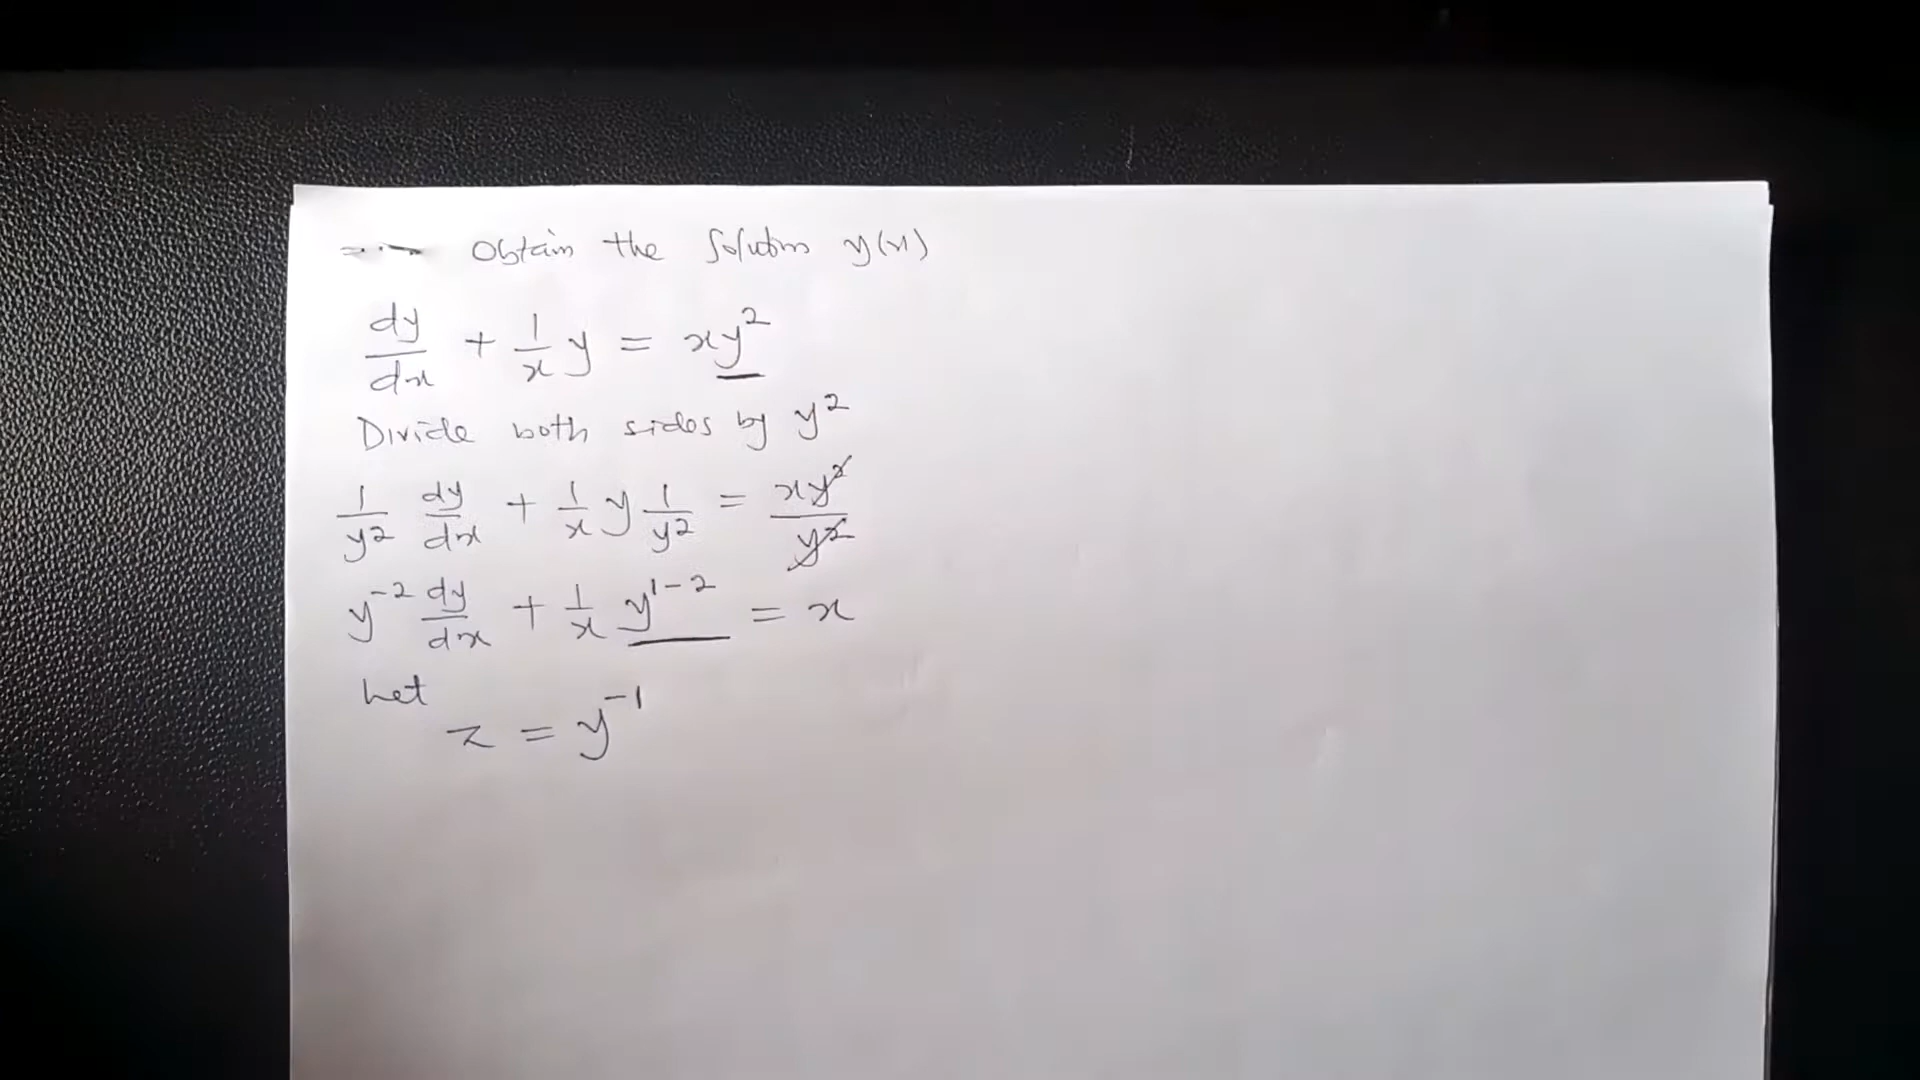 Obtain the Solution y(x)
dy/dx + 1/x y = xy²
Divide both sides by y²
1/y² dy/dx + 1/x y 1/y² = xy²/y²
y⁻² dy/dx + 1/x y¹⁻² = x
Let
z = y⁻¹